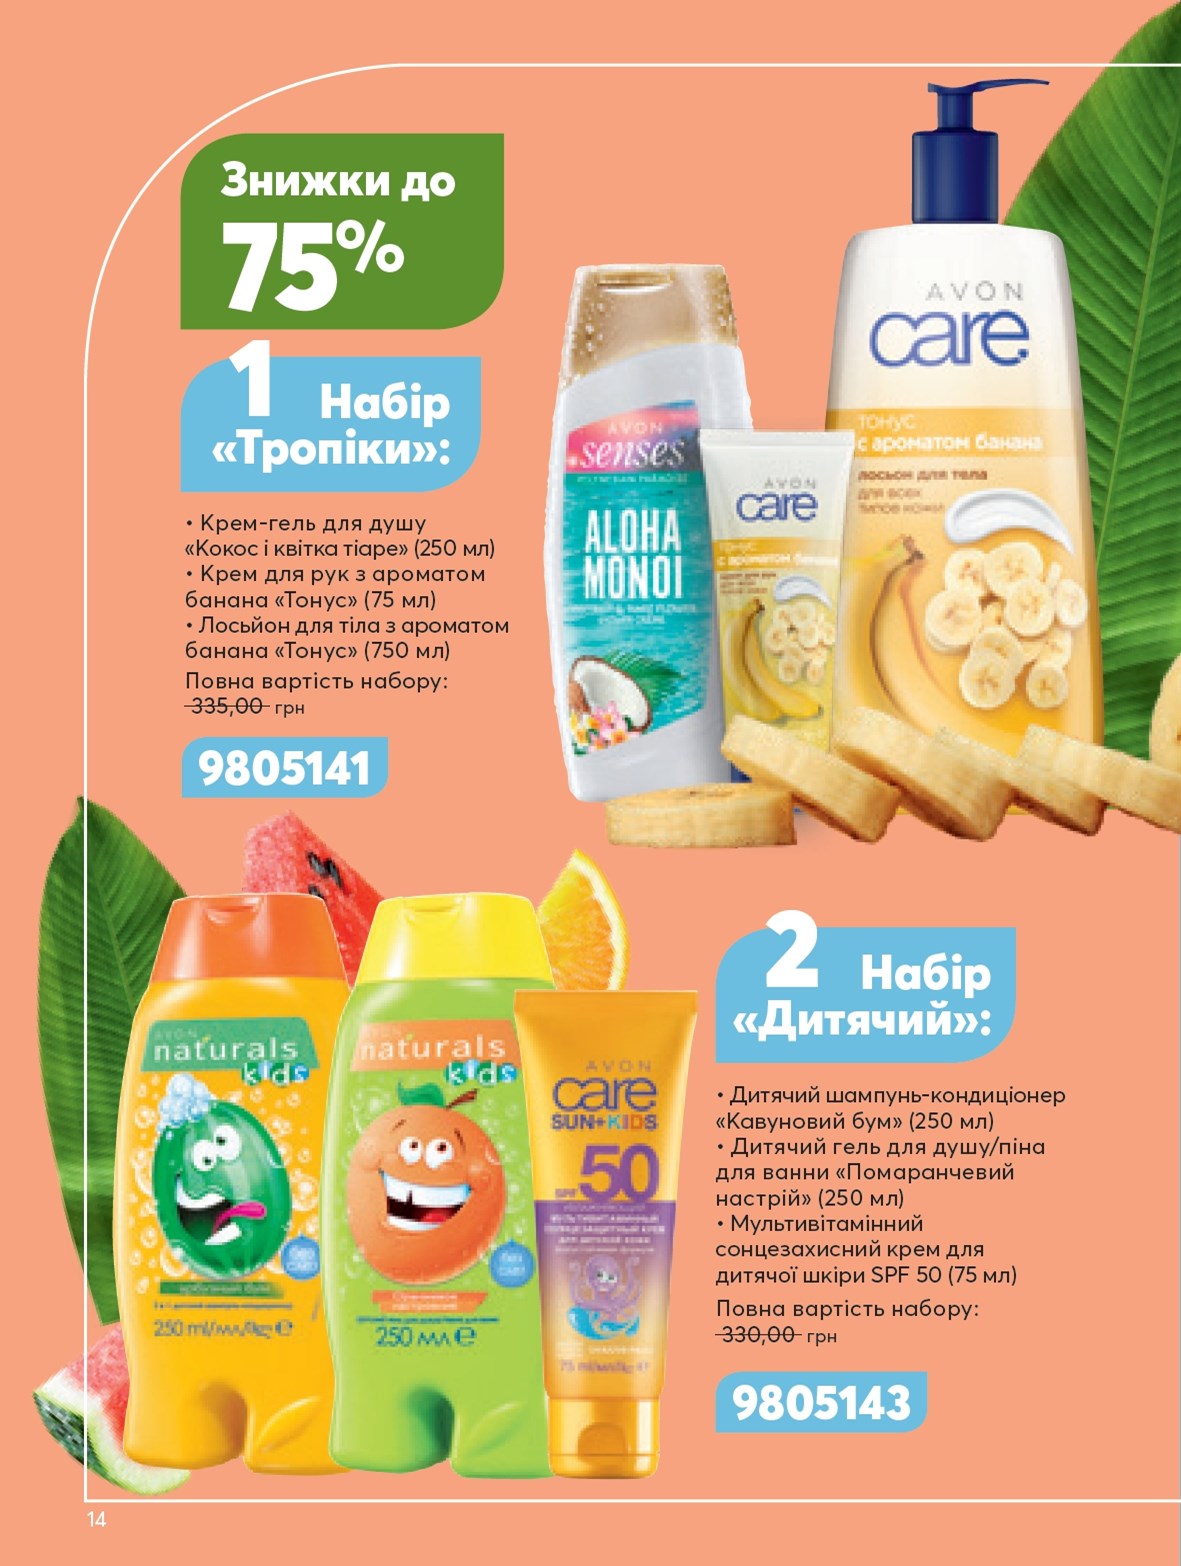 Знижки до
75%
1 Набір
«Тропіки»:
• Крем-гель для душу
«Кокос і квітка тіаре» (250 мл)
• Крем для рук з ароматом
банана «Тонус» (75 мл)
• Лосьйон для тіла з ароматом
банана «Тонус» (750 мл)
Повна вартість набору:
335,00 грн
9805141
AVON
senses
ALOHA
MONOI
AVON
care
тонус
с ароматом банана
AVON
care
тонус
с ароматом банана
лосьон для тела
для всех
типов кожи
2 Набір
«Дитячий»:
• Дитячий шампунь-кондиціонер
«Кавуновий бум» (250 мл)
• Дитячий гель для душу/піна
для ванни «Помаранчевий
настрій» (250 мл)
• Мультивітамінний
сонцезахисний крем для
дитячої шкіри SPF 50 (75 мл)
Повна вартість набору:
330,00 грн
9805143
AVON
naturals
kids
250 ml/мл/℮
AVON
naturals
kids
250 мл ℮
AVON
care
SUN+KIDS
SPF 50
14